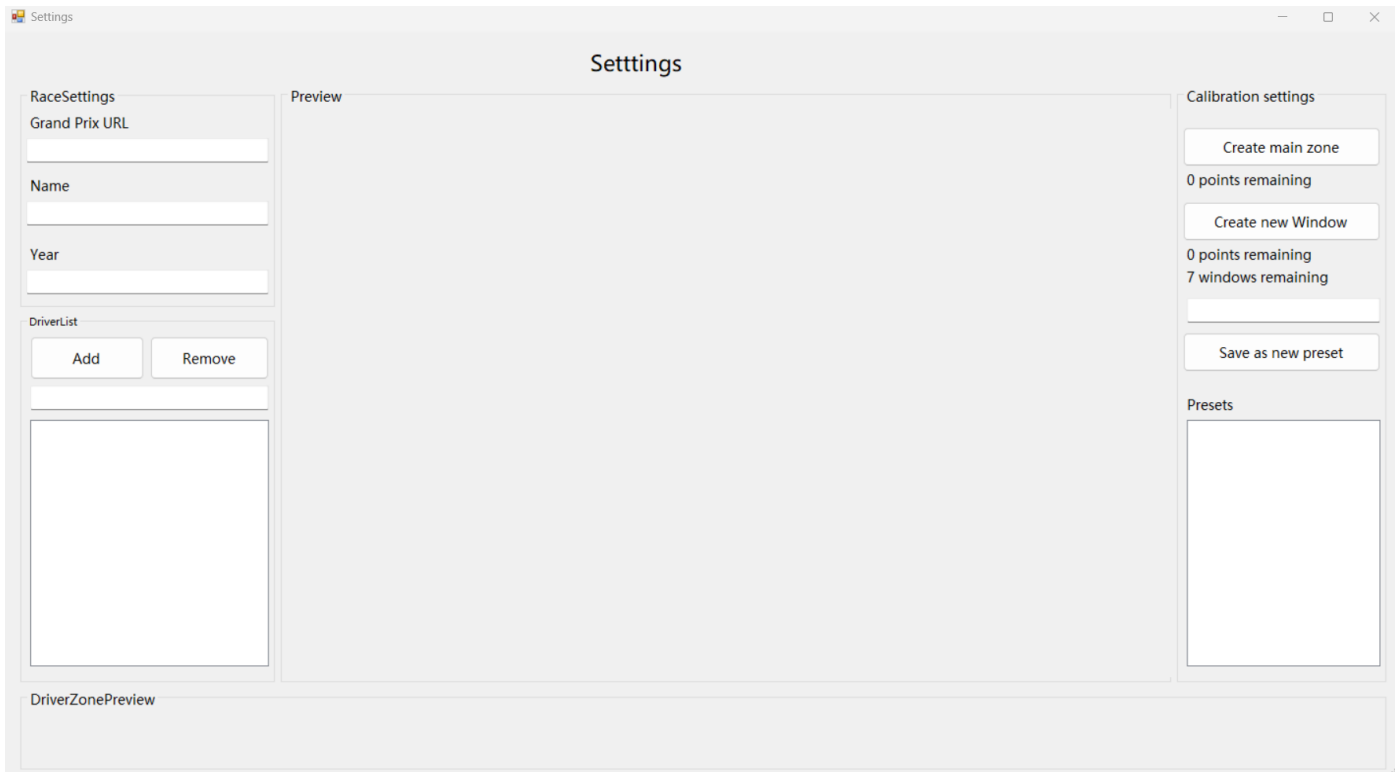 Settings
Setttings
RaceSettings
Grand Prix URL
Name
Year
DriverList
Add
Remove
Preview
Calibration settings
Create main zone
0 points remaining
Create new Window
0 points remaining
7 windows remaining
Save as new preset
Presets
DriverZonePreview